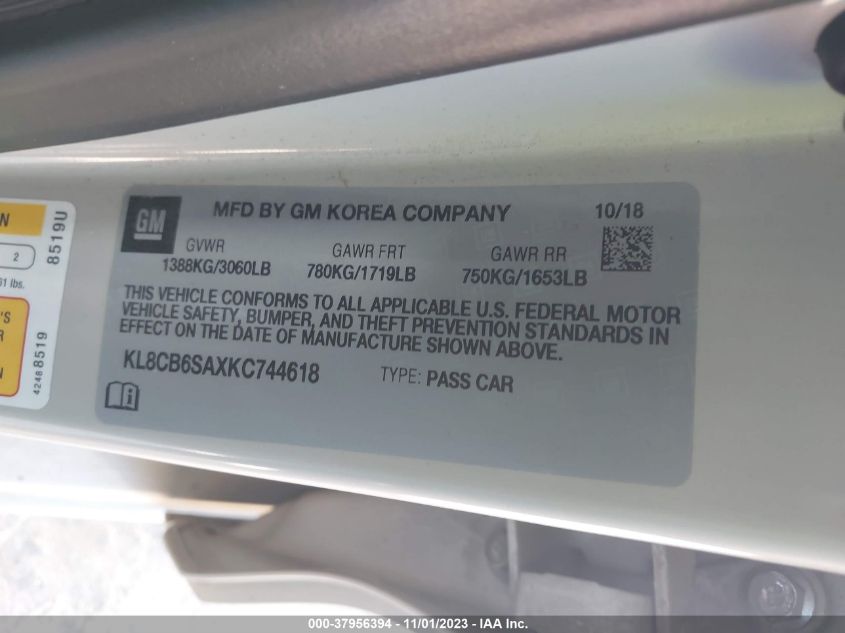 GM
MFD BY GM KOREA COMPANY 10/18
GVWR GAWR FRT GAWR RR
1388KG/3060LB 780KG/1719LB 750KG/1653LB
THIS VEHICLE CONFORMS TO ALL APPLICABLE U.S. FEDERAL MOTOR
VEHICLE SAFETY, BUMPER, AND THEFT PREVENTION STANDARDS IN
EFFECT ON THE DATE OF MANUFACTURE SHOWN ABOVE.
KL8CB6SAXKC744618 TYPE: PASS CAR
N
2
61 lbs.
'S
R
N
8519U
42488519
000-37956394 - 11/01/2023 - IAA Inc.